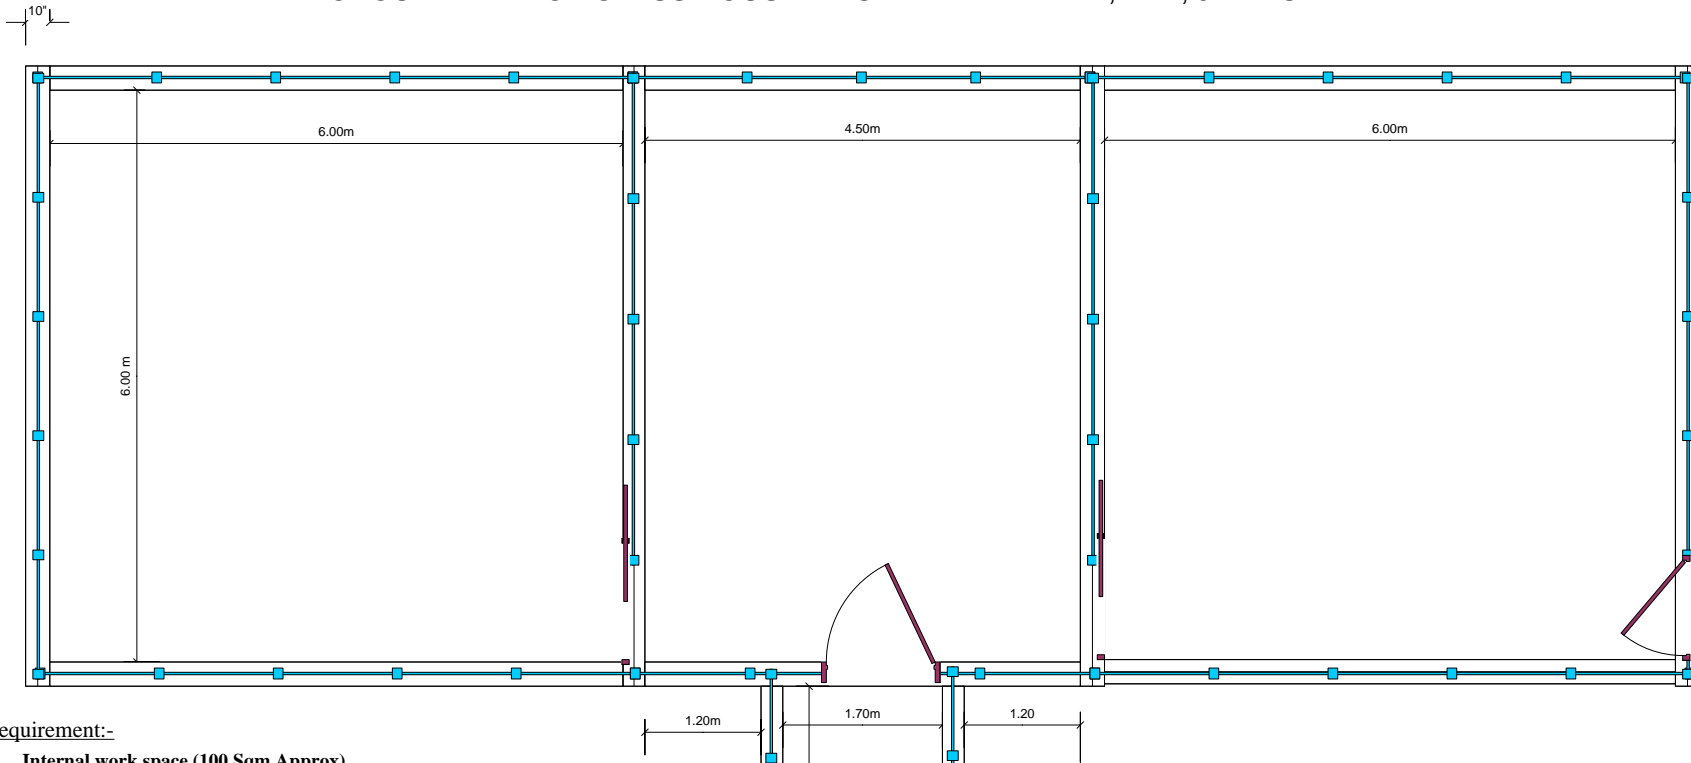 10"
6.00m
4.50m
6.00m
6.00 m
1.20m
1.70m
1.20
equirement:-
Internal work space (100 Sqm Approx)